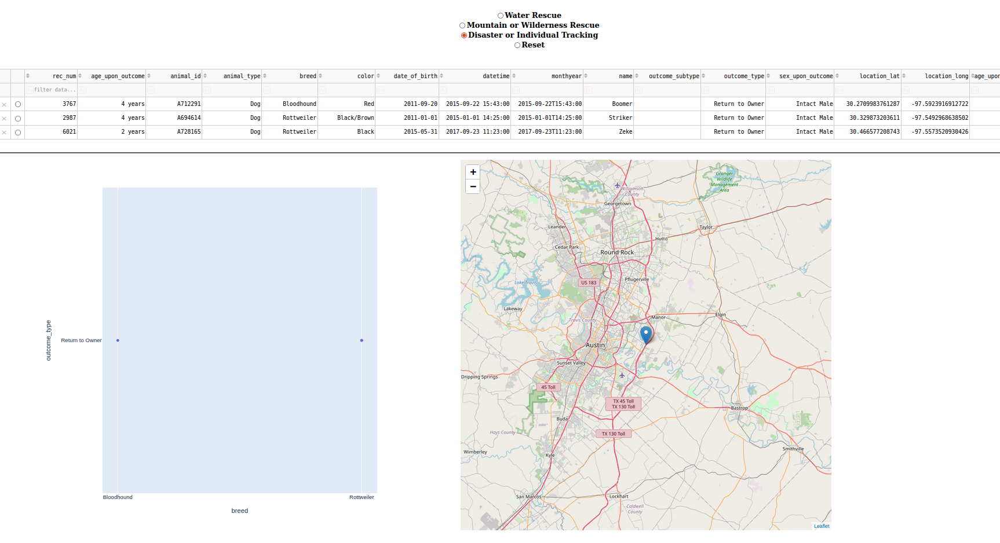 Water Rescue
Mountain or Wilderness Rescue
Disaster or Individual Tracking
Reset
rec_num age_upon_outcome animal_id animal_type breed color date_of_birth datetime monthyear name outcome_subtype outcome_type sex_upon_outcome location_lat location_long age_upon
filter data...
3767 4 years A712291 Dog Bloodhound Red 2011-09-20 2015-09-22 15:43:00 2015-09-22T15:43:00 Boomer Return to Owner Intact Male 30.2709983761287 -97.5923916912722
2987 4 years A694614 Dog Rottweiler Black/Brown 2011-01-01 2015-01-01 14:25:00 2015-01-01T14:25:00 Striker Return to Owner Intact Male 30.329873203611 -97.5492968638502
6021 2 years A728165 Dog Rottweiler Black 2015-05-31 2017-09-23 11:23:00 2017-09-23T11:23:00 Zeke Return to Owner Intact Male 30.466577208743 -97.5573520930426
outcome_type
Return to Owner
Bloodhound Rottweiler
breed
+
−
Granger
Wildlife
Management
Area
Williamson
County
Georgetown
Leander
Taylor
Hutto
Cedar Park
Round Rock
Pflugerville
US 183
Lake Travis
Lakeway
Travis County
Manor
Elgin
Austin
Sunset Valley
Dripping Springs
45 Toll
TX 45 Toll
TX 130 Toll
Bastrop
Buda
Hays County
TX 130 Toll
Wimberley
Kyle
Smithville
San Marcos
Lockhart
Caldwell
County
Leaflet